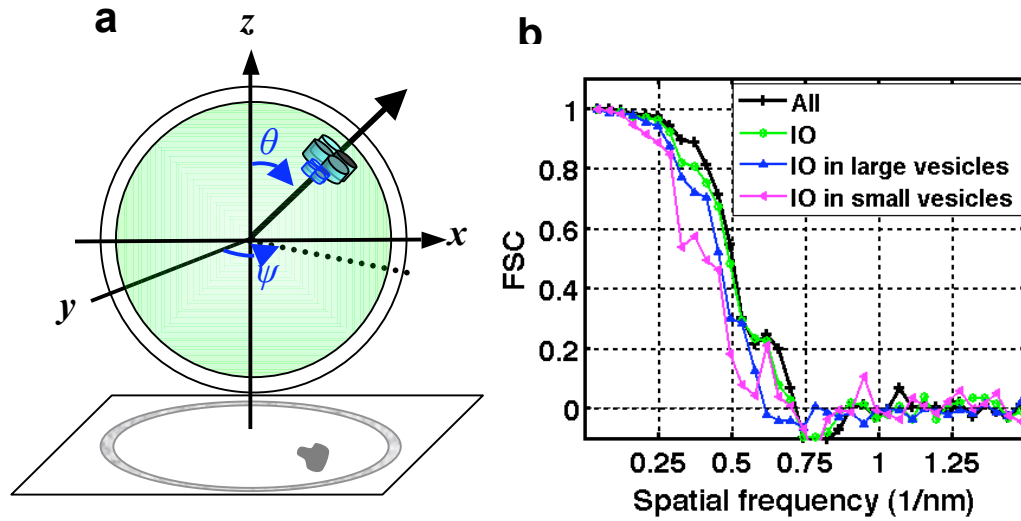 a
z
θ
x
ψ
y
b
All
IO
IO in large vesicles
IO in small vesicles
1
0.8
0.6
0.4
0.2
0
FSC
0.25 0.5 0.75 1 1.25
Spatial frequency (1/nm)